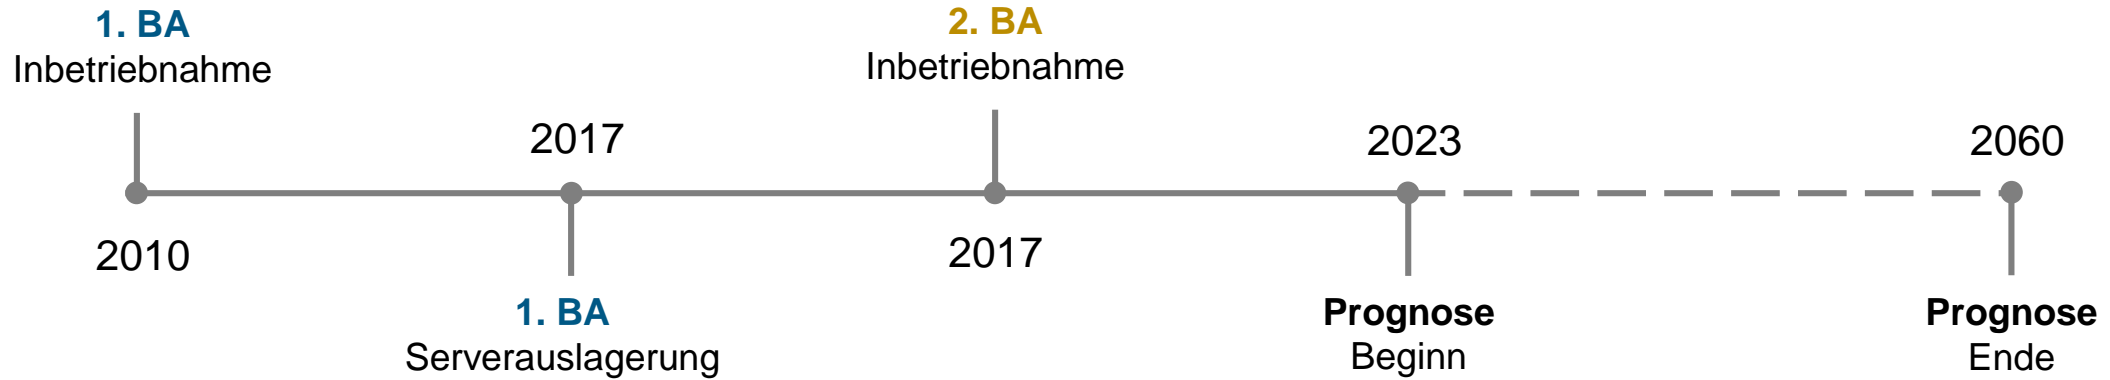 1. BA
Inbetriebnahme
2010
2017
1. BA
Serverauslagerung
2. BA
Inbetriebnahme
2017
2023
Prognose
Beginn
2060
Prognose
Ende